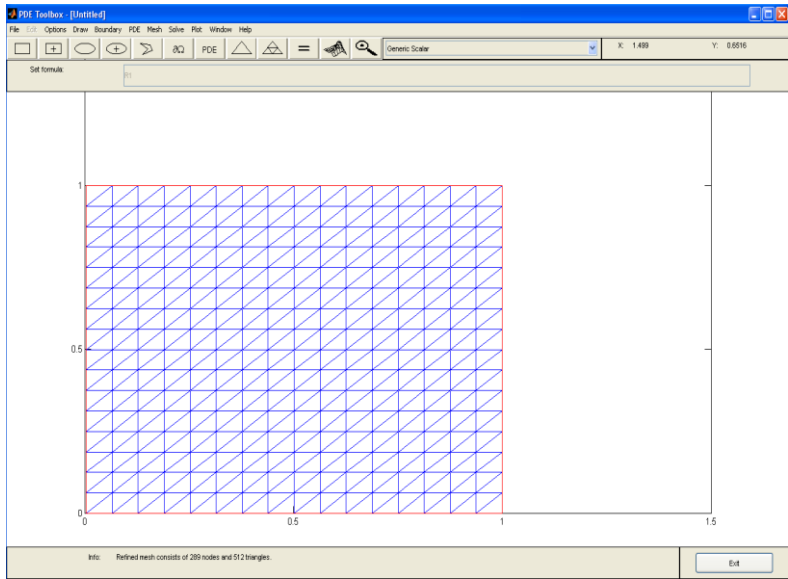 PDE Toolbox - [Untitled]
File Edit Options Draw Boundary PDE Mesh Solve Plot Window Help
∂Ω PDE = Generic Scalar X: 1.499 Y: 0.6516
Set formula: R1
1
0.5
0
0 0.5 1 1.5
Info: Refined mesh consists of 289 nodes and 512 triangles. Exit